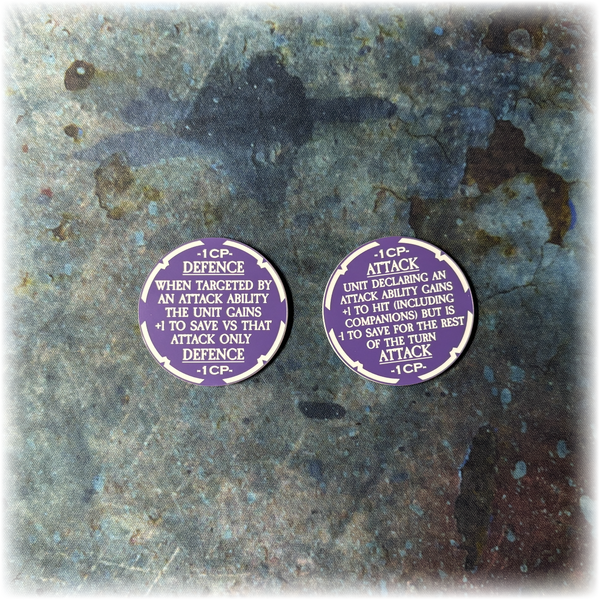 -1CP-
DEFENCE
WHEN TARGETED BY
AN ATTACK ABILITY
THE UNIT GAINS
+1 TO SAVE VS THAT
ATTACK ONLY
DEFENCE
-1CP-
-1CP-
ATTACK
UNIT DECLARING AN
ATTACK ABILITY GAINS
+1 TO HIT (INCLUDING
COMPANIONS) BUT IS
-1 TO SAVE FOR THE REST
OF THE TURN
ATTACK
-1CP-